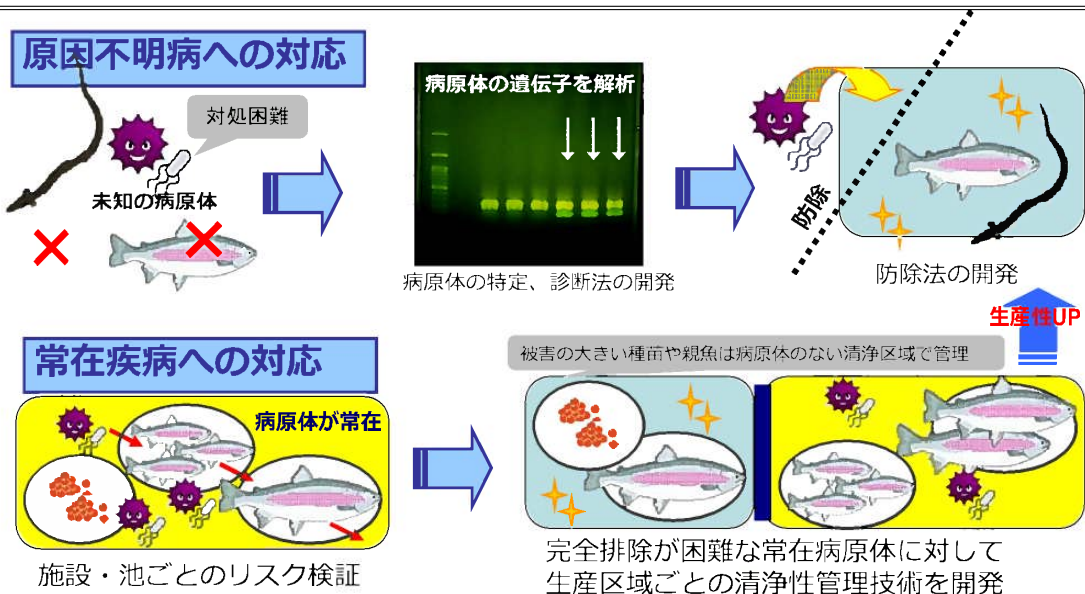 原因不明病への対応
対処困難
未知の病原体
病原体の遺伝子を解析
病原体の特定、診断法の開発
防除
防除法の開発
生産性UP
常在疾病への対応
病原体が常在
施設・池ごとのリスク検証
被害の大きい種苗や親魚は病原体のない清浄区域で管理
完全排除が困難な常在病原体に対して
生産区域ごとの清浄性管理技術を開発